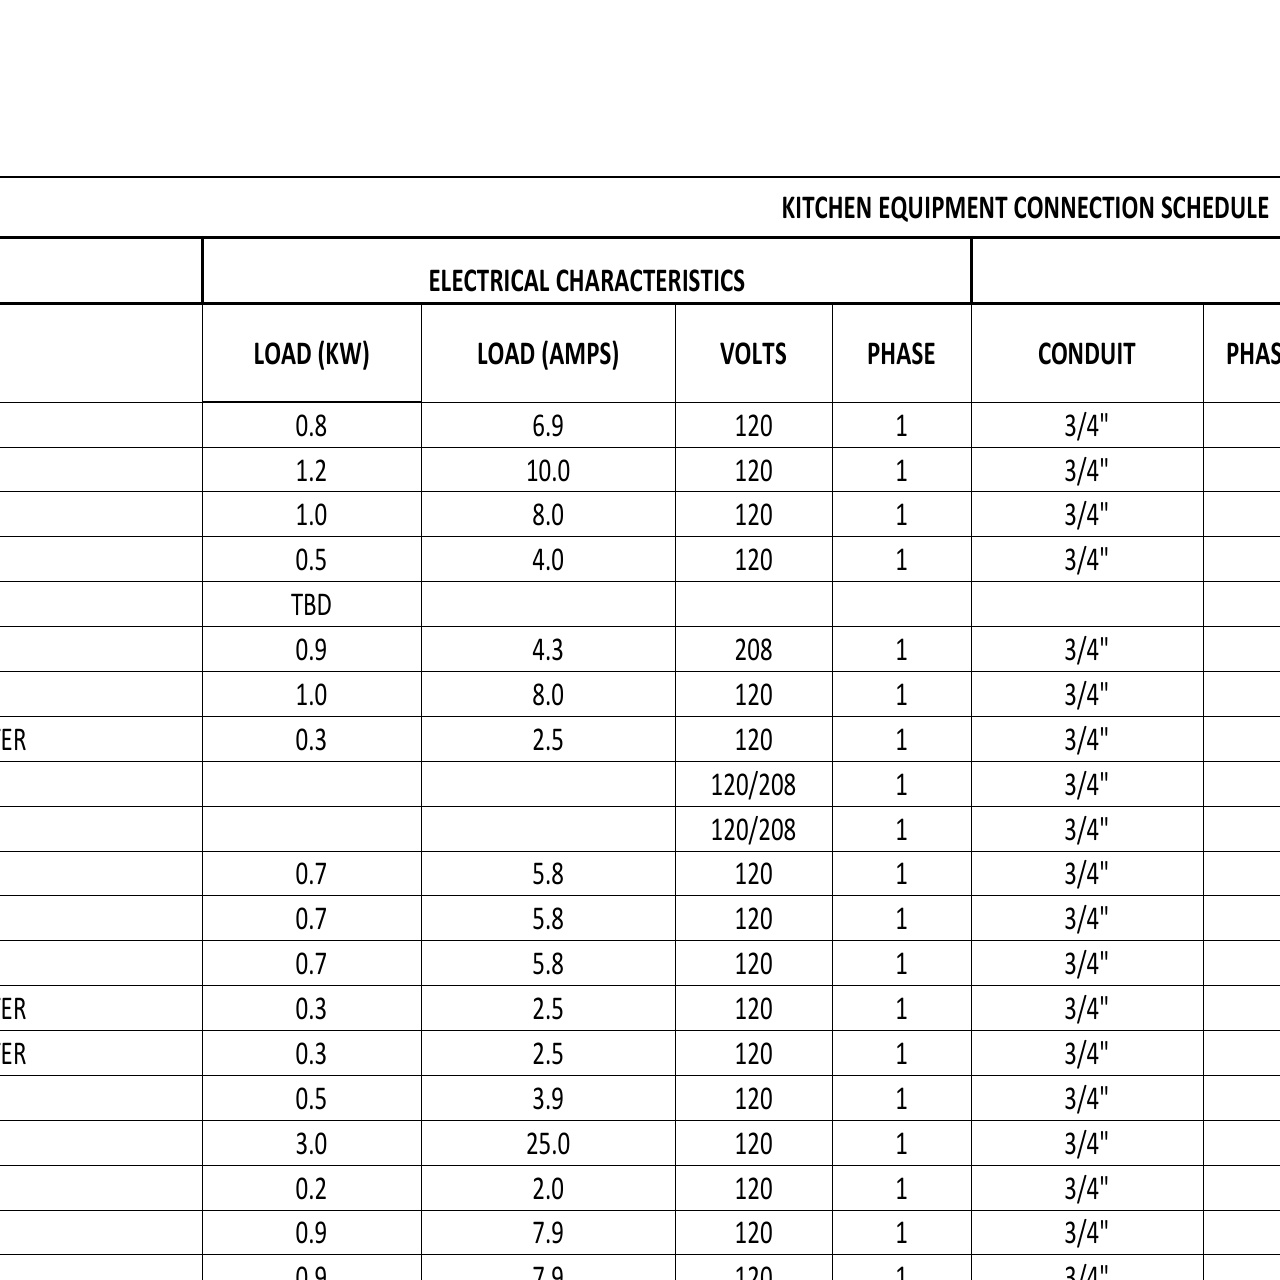 KITCHEN EQUIPMENT CONNECTION SCHEDULE
ELECTRICAL CHARACTERISTICS
LOAD (KW) LOAD (AMPS) VOLTS PHASE CONDUIT PHAS
0.8 6.9 120 1 3/4"
1.2 10.0 120 1 3/4"
1.0 8.0 120 1 3/4"
0.5 4.0 120 1 3/4"
TBD
0.9 4.3 208 1 3/4"
1.0 8.0 120 1 3/4"
ER 0.3 2.5 120 1 3/4"
120/208 1 3/4"
120/208 1 3/4"
0.7 5.8 120 1 3/4"
0.7 5.8 120 1 3/4"
0.7 5.8 120 1 3/4"
ER 0.3 2.5 120 1 3/4"
ER 0.3 2.5 120 1 3/4"
0.5 3.9 120 1 3/4"
3.0 25.0 120 1 3/4"
0.2 2.0 120 1 3/4"
0.9 7.9 120 1 3/4"
0.9 7.9 120 1 3/4"